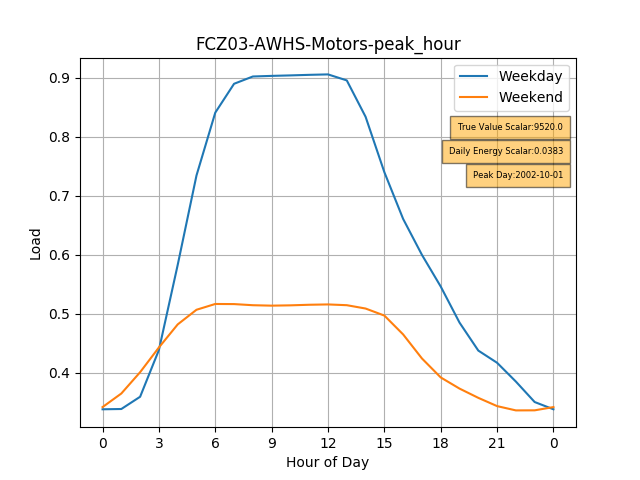 FCZ03-AWHS-Motors-peak_hour
Weekday
Weekend
True Value Scalar:9520.0
Daily Energy Scalar:0.0383
Peak Day:2002-10-01
0.9
0.8
0.7
0.6
0.5
0.4
Load
0 3 6 9 12 15 18 21 0
Hour of Day